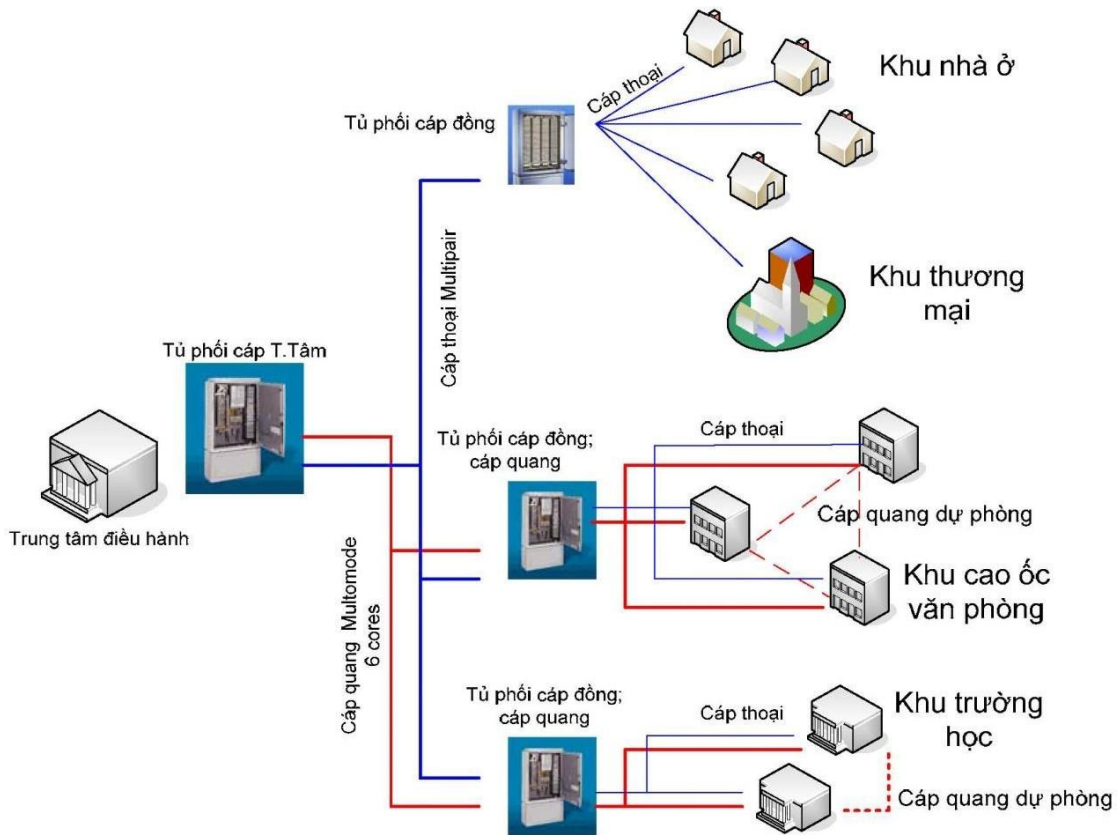 Khu nhà ở
Cáp thoại
Tủ phối cáp đồng
Cáp thoại Multipair
Khu thương
mại
Tủ phối cáp T.Tâm
Trung tâm điều hành
Tủ phối cáp đồng;
cáp quang
Cáp thoại
Cáp quang dự phòng
Khu cao ốc
văn phòng
Cáp quang Multomode
6 cores
Tủ phối cáp đồng;
cáp quang
Cáp thoại
Khu trường
học
Cáp quang dự phòng